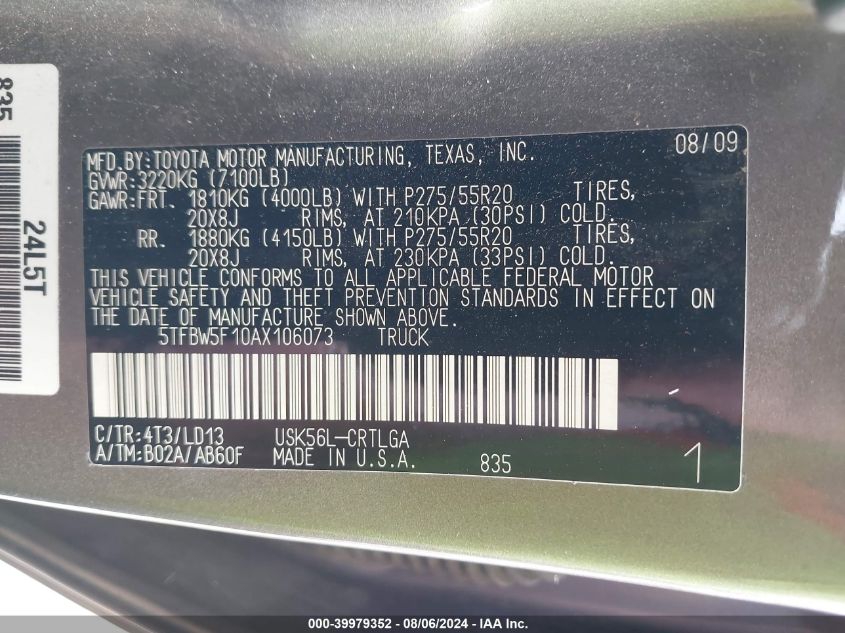 835
24L5T
MFD.BY:TOYOTA MOTOR MANUFACTURING, TEXAS, INC. 08/09
GVWR:3220KG (7100LB)
GAWR:FRT. 1810KG (4000LB) WITH P275/55R20 TIRES,
20X8J RIMS, AT 210KPA (30PSI) COLD.
RR. 1880KG (4150LB) WITH P275/55R20 TIRES,
20X8J RIMS, AT 230KPA (33PSI) COLD.
THIS VEHICLE CONFORMS TO ALL APPLICABLE FEDERAL MOTOR
VEHICLE SAFETY AND THEFT PREVENTION STANDARDS IN EFFECT ON
THE DATE OF MANUFACTURE SHOWN ABOVE.
5TFBW5F10AX106073 TRUCK
C/TR:4T3/LD13 USK56L-CRTLGA
A/TM:B02A/AB60F MADE IN U.S.A. 835 1
000-39979352 - 08/06/2024 - IAA Inc.